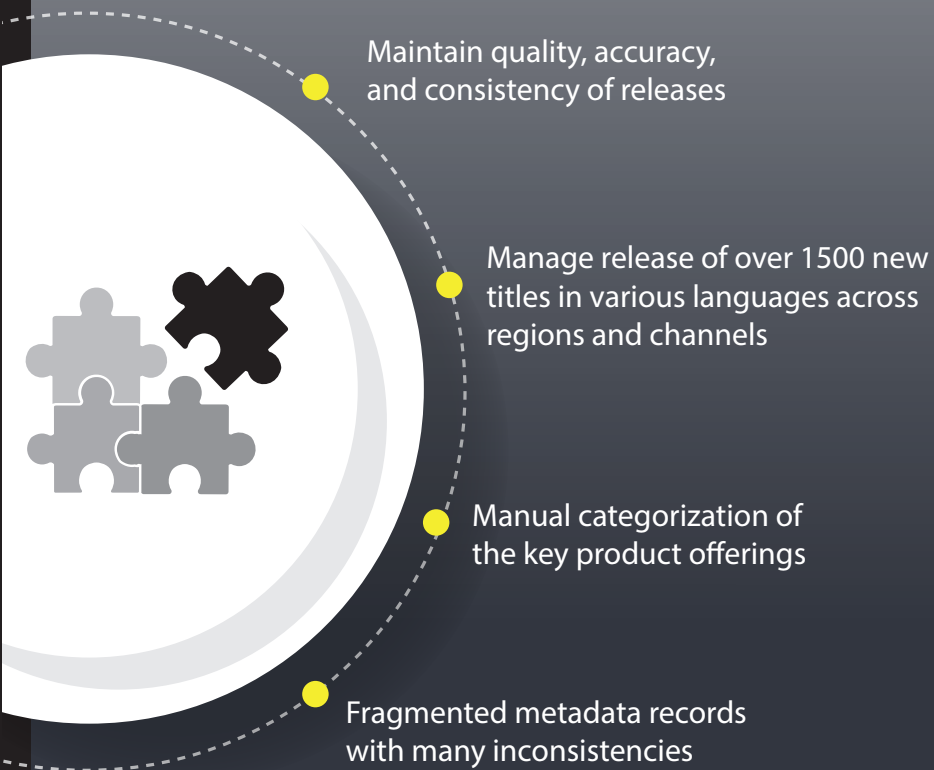 Maintain quality, accuracy,
and consistency of releases
Manage release of over 1500 new
titles in various languages across
regions and channels
Manual categorization of
the key product offerings
Fragmented metadata records
with many inconsistencies